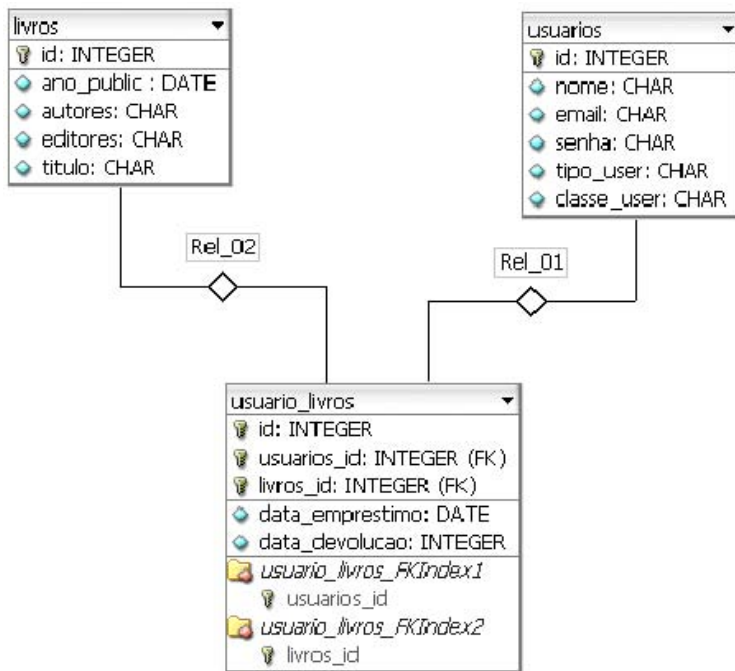 livros
id: INTEGER
ano_public : DATE
autores: CHAR
editores: CHAR
titulo: CHAR
usuarios
id: INTEGER
nome: CHAR
email: CHAR
senha: CHAR
tipo_user: CHAR
classe_user: CHAR
Rel_02
Rel_01
usuario_livros
id: INTEGER
usuarios_id: INTEGER (FK)
livros_id: INTEGER (FK)
data_emprestimo: DATE
data_devolucao: INTEGER
usuario_livros_FKIndex1
usuarios_id
usuario_livros_FKIndex2
livros_id